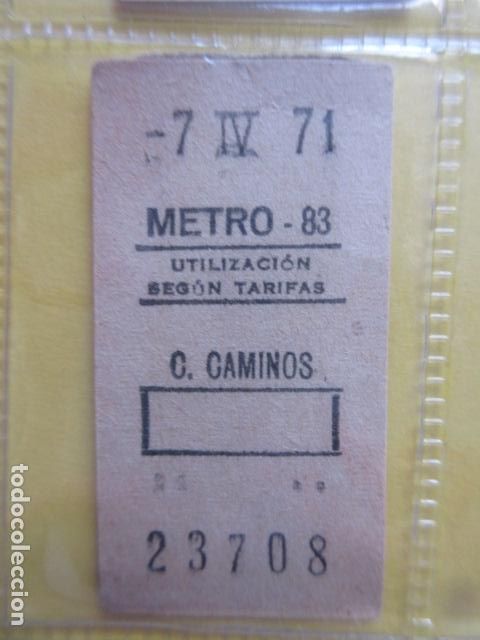 -7 IV 71
METRO - 83
UTILIZACIÓN
SEGÚN TARIFAS
C. CAMINOS
23708
todocoleccion